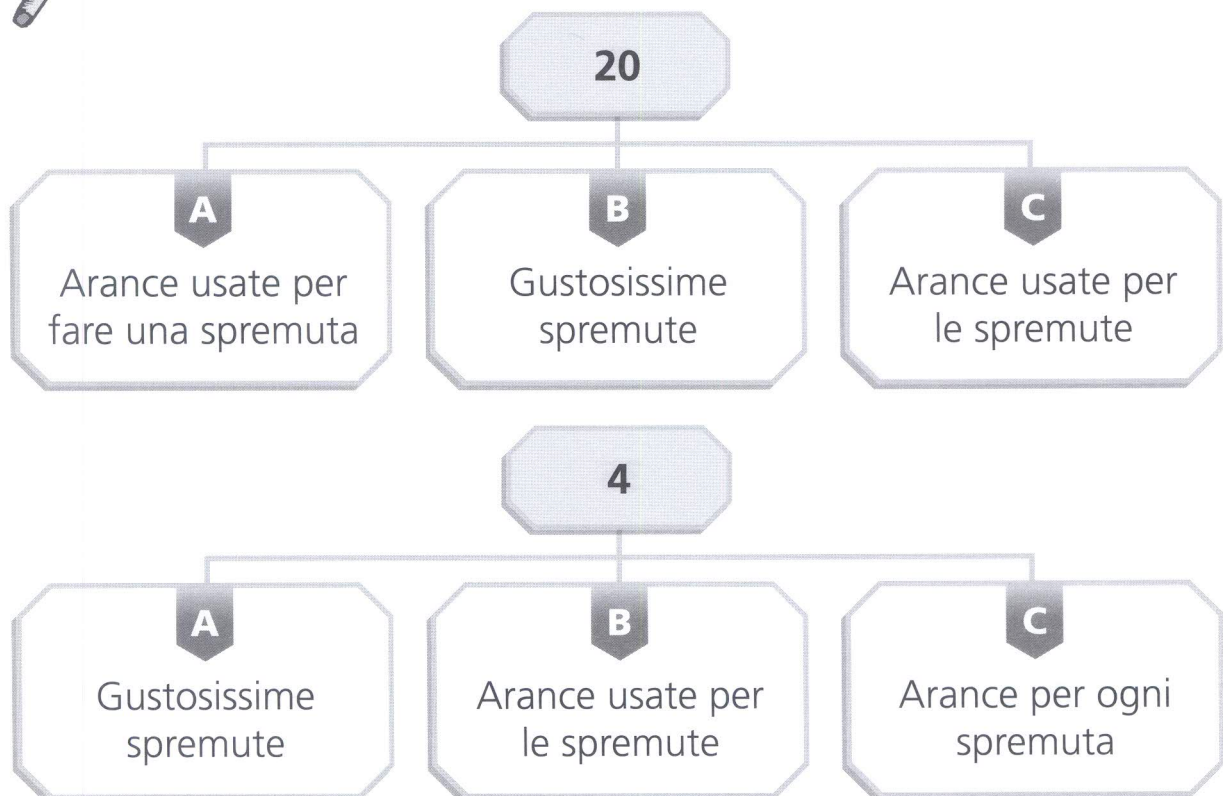 20
A
Arance usate per
fare una spremuta
B
Gustosissime
spremute
C
Arance usate per
le spremute
4
A
Gustosissime
spremute
B
Arance usate per
le spremute
C
Arance per ogni
spremuta